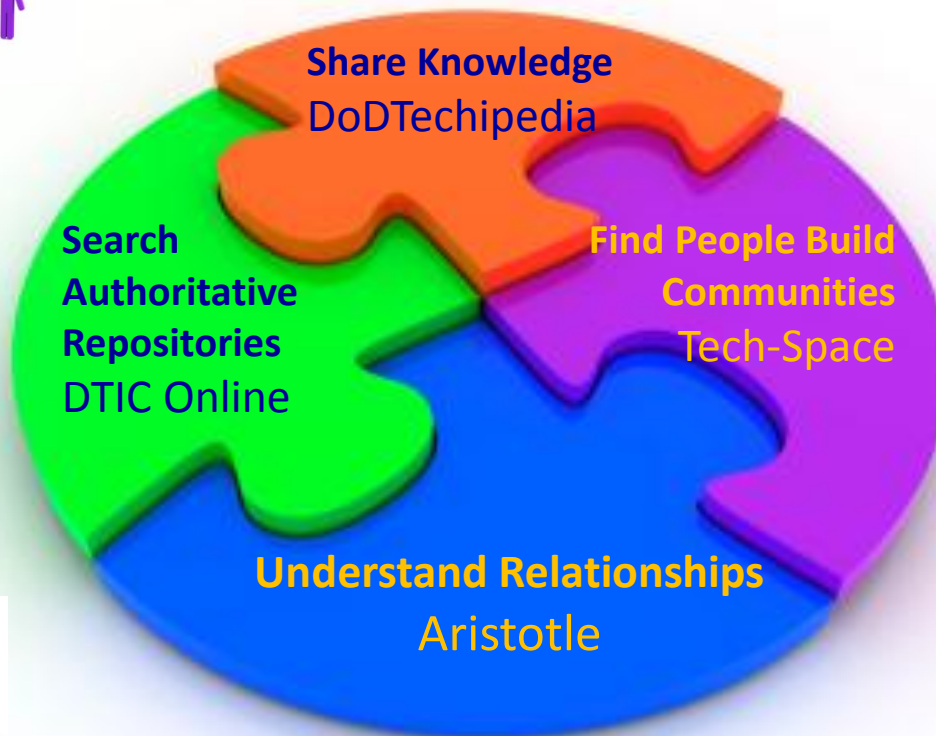 Share Knowledge
DoDTechipedia
Search
Authoritative
Repositories
DTIC Online
Find People Build
Communities
Tech-Space
Understand Relationships
Aristotle